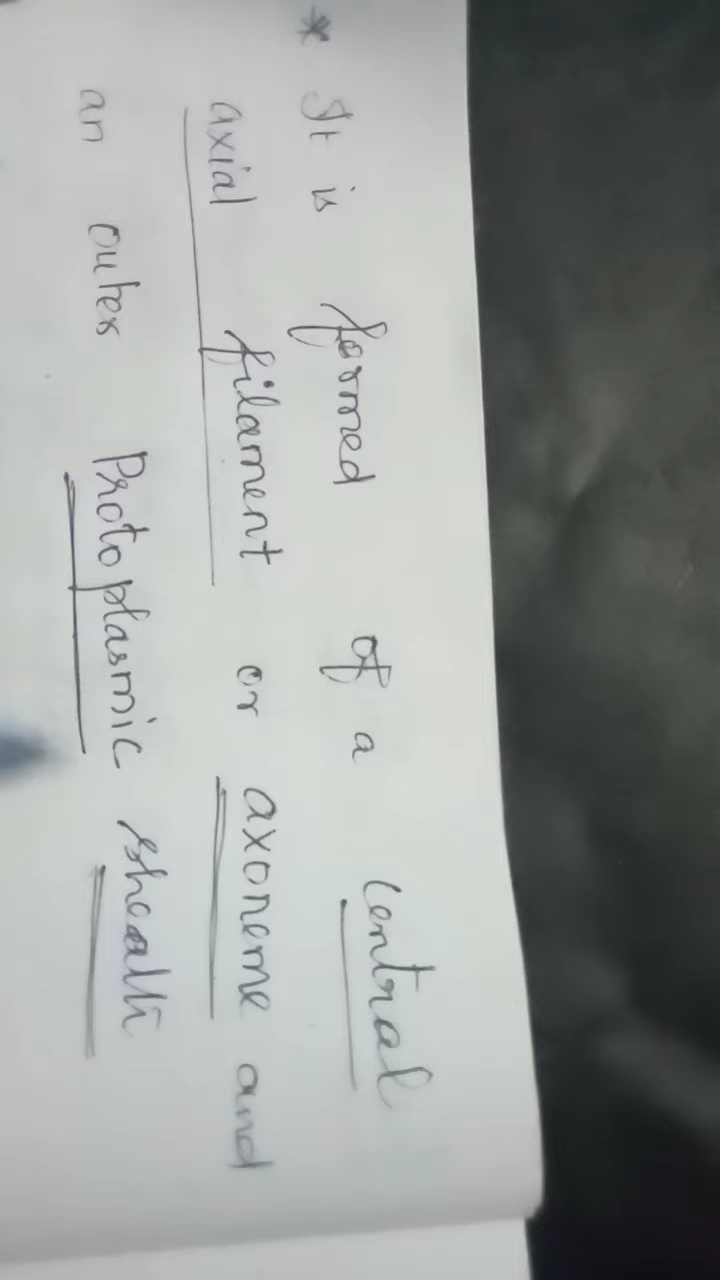 * It is formed of a central
axial filament or axoneme and
an outer Protoplasmic sheath